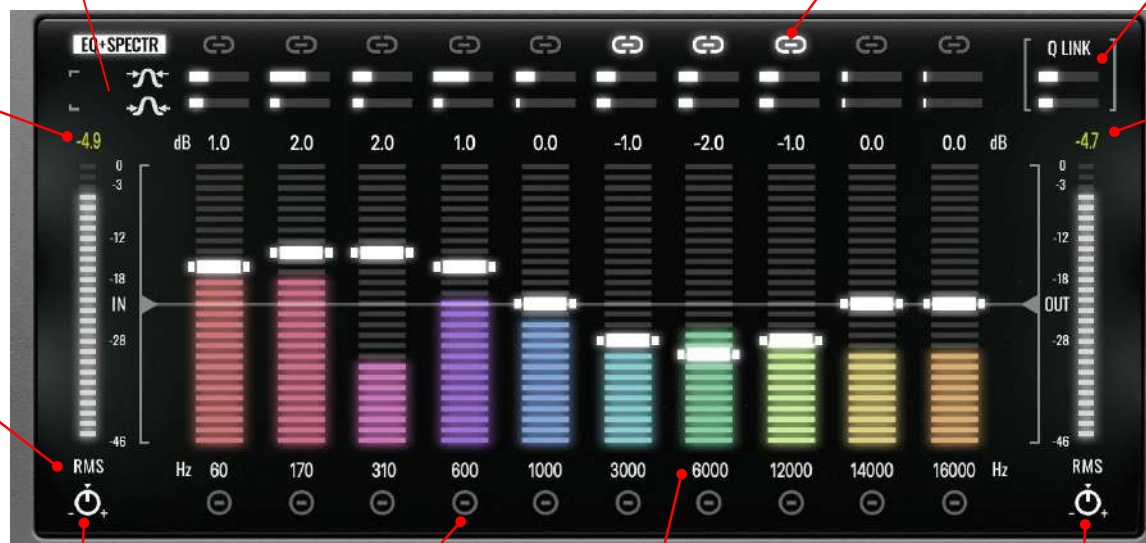 EQ+SPECTR
Q LINK
-4.9 dB 1.0 2.0 2.0 1.0 0.0 -1.0 -2.0 -1.0 0.0 0.0 dB -4.7
0 0
-3 -3
-12 -12
-18 -18
IN OUT
-28 -28
-46 -46
RMS Hz 60 170 310 600 1000 3000 6000 12000 14000 16000 Hz RMS
- + - +